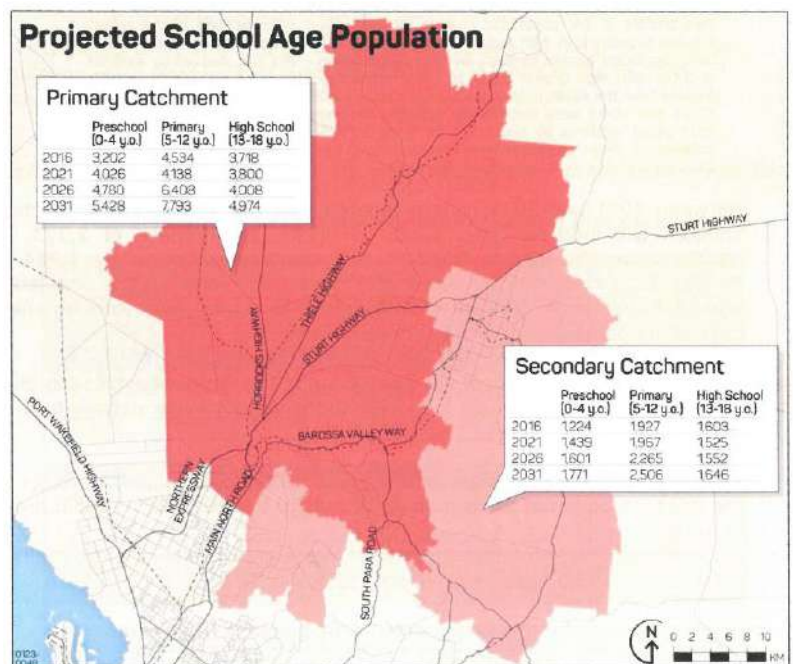 Projected School Age Population
Primary Catchment
Preschool Primary High School
(0-4 y.o.) (5-12 y.o.) (13-18 y.o.)
2016 3,202 4,534 3,718
2021 4,026 4,138 3,800
2026 4,780 6,408 4,008
2031 5,428 7,793 4,974
STURT HIGHWAY
THIELE HIGHWAY
HORROCKS HIGHWAY
STURT HIGHWAY
Secondary Catchment
Preschool Primary High School
(0-4 y.o.) (5-12 y.o.) (13-18 y.o.)
2016 1,224 1,927 1,603
2021 1,439 1,967 1,525
2026 1,601 2,265 1,552
2031 1,771 2,506 1,646
PORT WAKEFIELD HIGHWAY
BAROSSA VALLEY WAY
NORTHERN
EXPRESSWAY
MAIN NORTH ROAD
SOUTH PARA ROAD
N
0 2 4 6 8 10
KM
0123